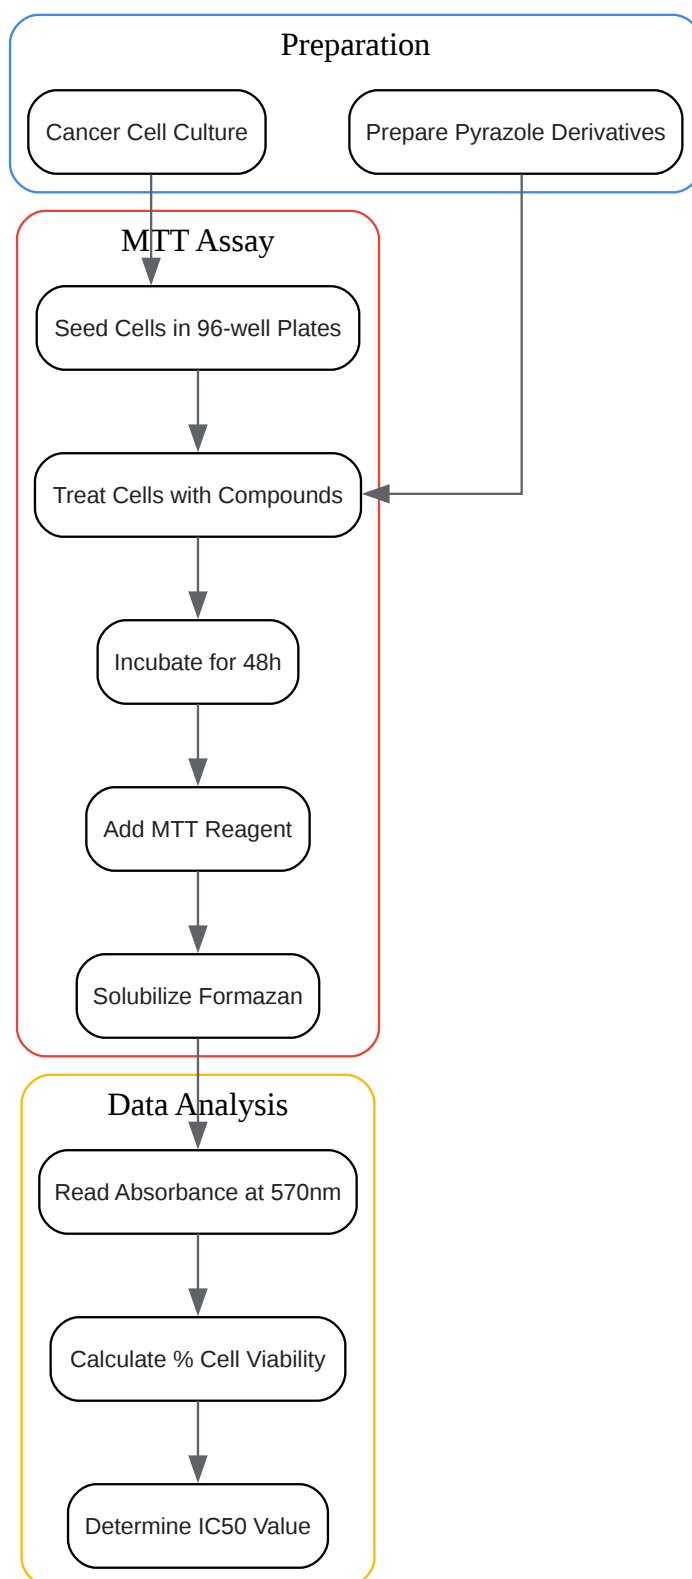 Preparation
Cancer Cell Culture
Prepare Pyrazole Derivatives
MTT Assay
Seed Cells in 96-well Plates
Treat Cells with Compounds
Incubate for 48h
Add MTT Reagent
Solubilize Formazan
Data Analysis
Read Absorbance at 570nm
Calculate % Cell Viability
Determine IC50 Value